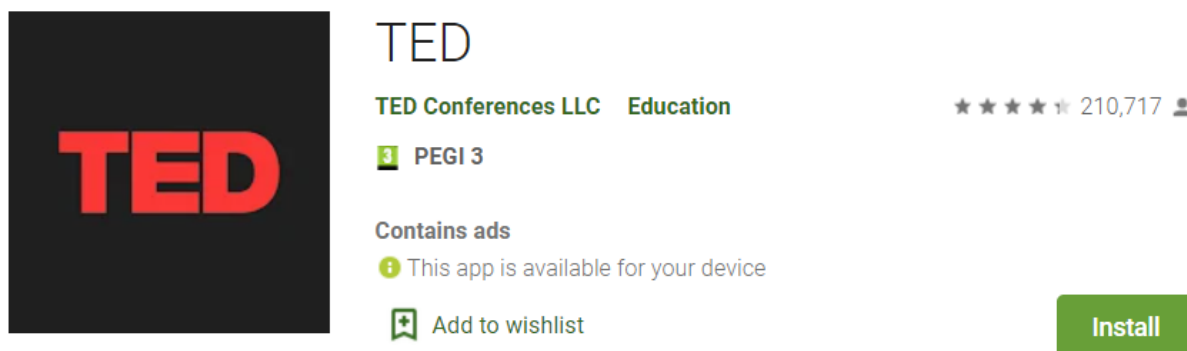 TED
TED
TED Conferences LLC Education 210,717
3 PEGI 3
Contains ads
This app is available for your device
Add to wishlist
Install